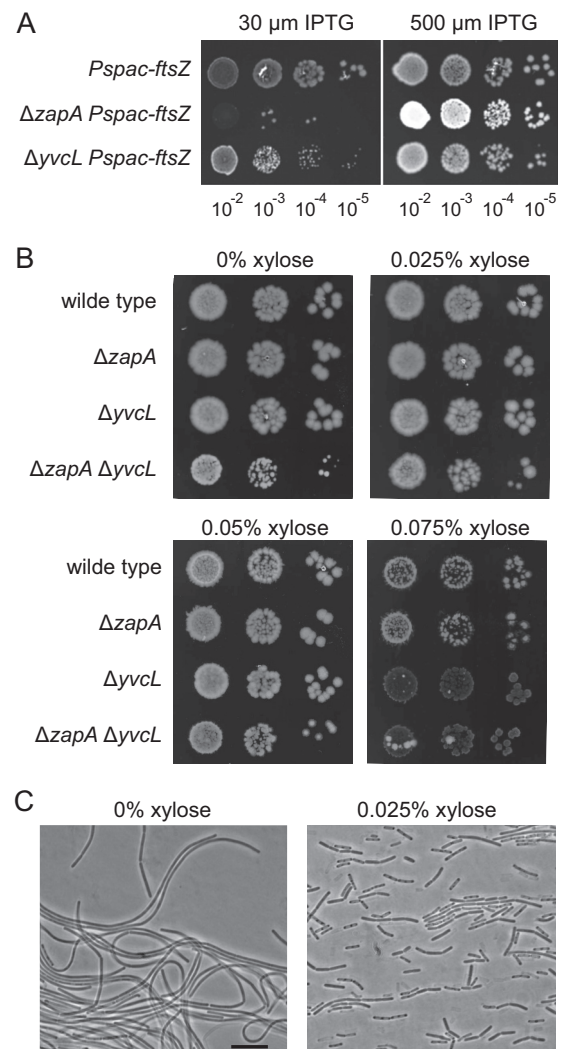 A
30 µm IPTG 500 µm IPTG
Pspac-ftsZ
ΔzapA Pspac-ftsZ
ΔyvcL Pspac-ftsZ
10-2 10-3 10-4 10-5 10-2 10-3 10-4 10-5
B
0% xylose 0.025% xylose
wilde type
ΔzapA
ΔyvcL
ΔzapA ΔyvcL
0.05% xylose 0.075% xylose
wilde type
ΔzapA
ΔyvcL
ΔzapA ΔyvcL
C
0% xylose 0.025% xylose